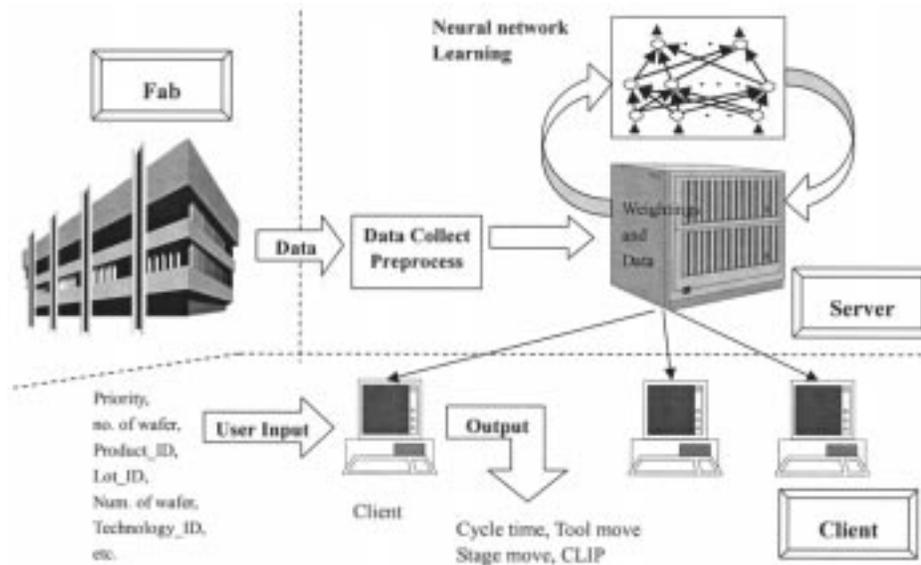 Neural network
Learning
Fab
Data
Data Collect
Preprocess
Weightings
and
Data
Server
Priority,
no. of wafer,
Product_ID,
Lot_ID,
Num. of wafer,
Technology_ID,
etc.
User Input
Output
Client
Cycle time, Tool move
Stage move, CLIP
Client